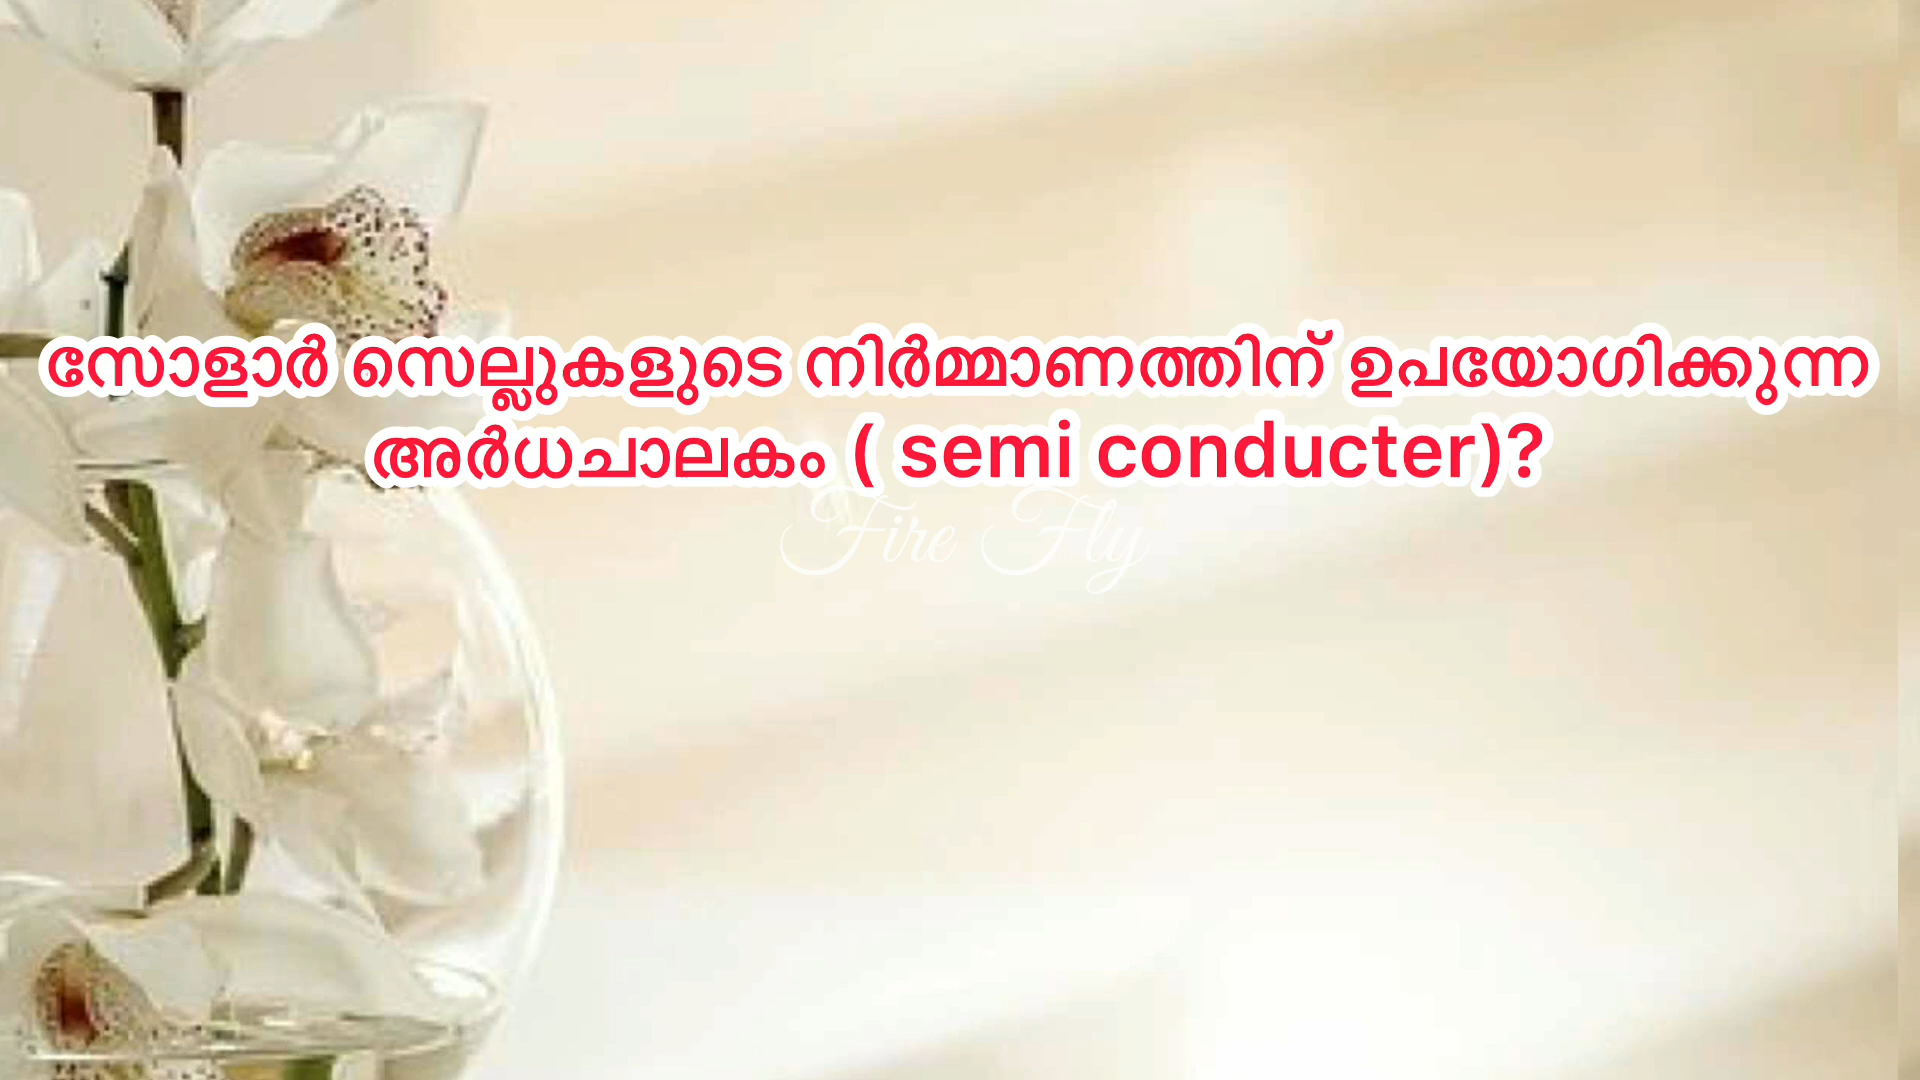 സോളാർ സെല്ലുകളുടെ നിർമ്മാണത്തിന് ഉപയോഗിക്കുന്ന
അർധചാലകം ( semi conducter)?
Fire Fly